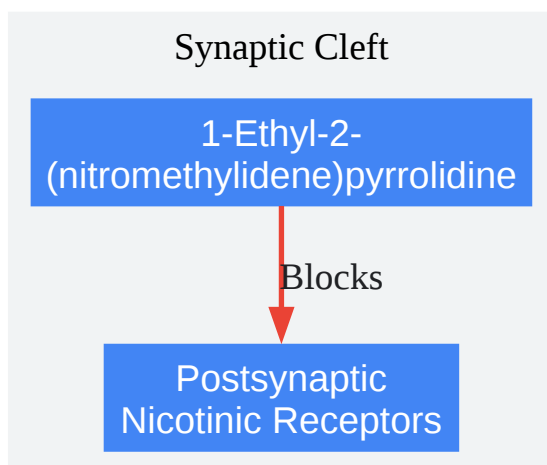 Synaptic Cleft
1-Ethyl-2-
(nitromethylidene)pyrrolidine
Blocks
Postsynaptic
Nicotinic Receptors